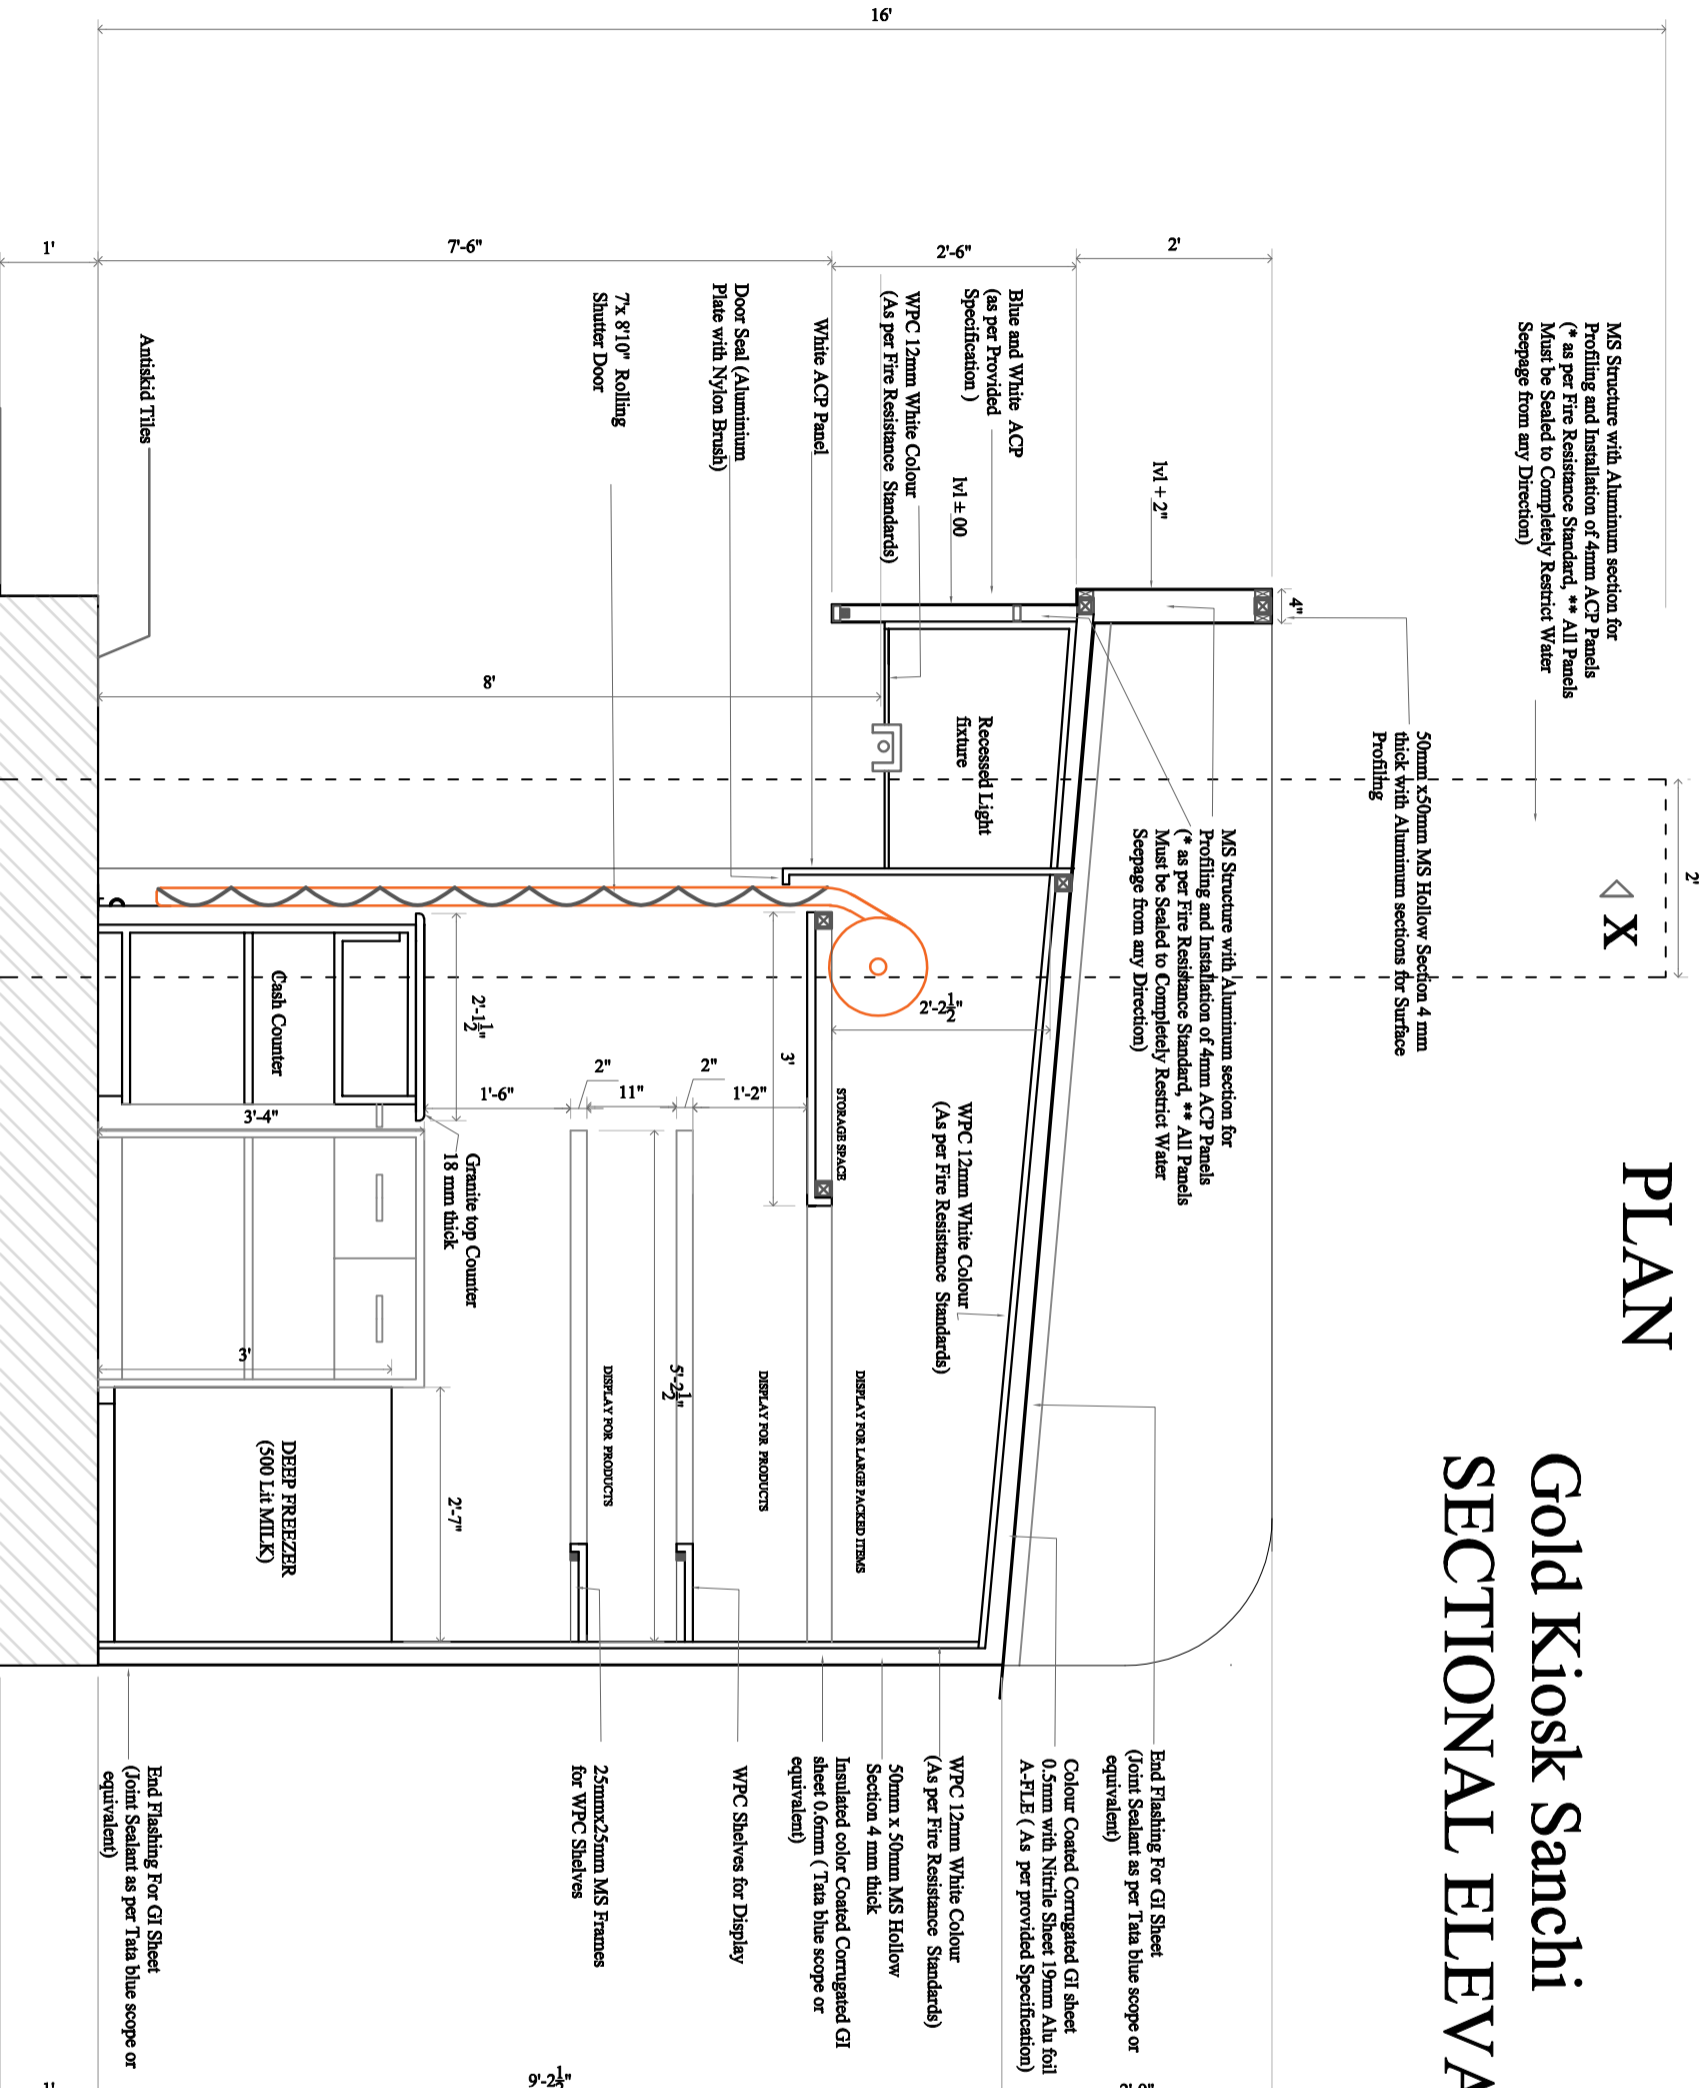 PLAN
Gold Kiosk Sanchi
SECTIONAL ELEVA
X
2'
16'
MS Structure with Aluminum section for
Profiling and Installation of 4mm ACP Panels
(* as per Fire Resistance Standard, ** All Panels
Must be Sealed to Completely Restrict Water
Seepage from any Direction)
50mm x50mm MS Hollow Section 4 mm
thick with Aluminum sections for Surface
Profiling
4"
2'
2'-6"
7'-6"
1'
lvl + 2"
lvl ± 00
Blue and White ACP
(as per Provided
Specification )
WPC 12mm White Colour
(As per Fire Resistance Standards)
White ACP Panel
Door Seal (Aluminium
Plate with Nylon Brush)
7'x 8'10" Rolling
Shutter Door
Antiskid Tiles
8'
Recessed Light
fixture
MS Structure with Aluminum section for
Profiling and Installation of 4mm ACP Panels
(* as per Fire Resistance Standard, ** All Panels
Must be Sealed to Completely Restrict Water
Seepage from any Direction)
WPC 12mm White Colour
(As per Fire Resistance Standards)
2'-2½"
STORAGE SPACE
3'
DISPLAY FOR LARGE PACKED ITEMS
1'-2"
DISPLAY FOR PRODUCTS
2"
11"
5'-2½"
2"
DISPLAY FOR PRODUCTS
1'-6"
2'-1½"
Granite top Counter
18 mm thick
2'-7"
Cash Counter
3'-4"
3'
DEEP FREEZER
(500 Lit MILK)
End Flashing For GI Sheet
(Joint Sealant as per Tata blue scope or
equivalent)
Colour Coated Corrugated GI sheet
0.5mm with Nitrile Sheet 19mm Alu foil
A-FLE ( As per provided Specification)
WPC 12mm White Colour
(As per Fire Resistance Standards)
50mm x 50mm MS Hollow
Section 4 mm thick
Insulated color Coated Corrugated GI
sheet 0.6mm ( Tata blue scope or
equivalent)
WPC Shelves for Display
25mmx25mm MS Frames
for WPC Shelves
End Flashing For GI Sheet
(Joint Sealant as per Tata blue scope or
equivalent)
9'-2½"
1'